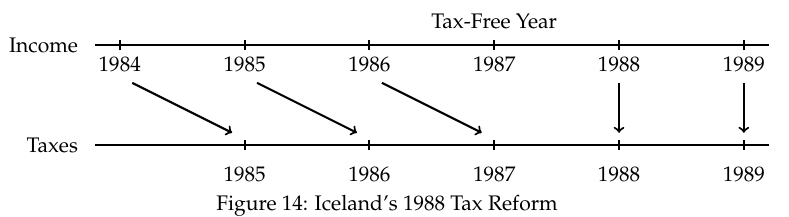 Tax-Free Year
Income
1984 1985 1986 1987 1988 1989
Taxes
1985 1986 1987 1988 1989
Figure 14: Iceland's 1988 Tax Reform